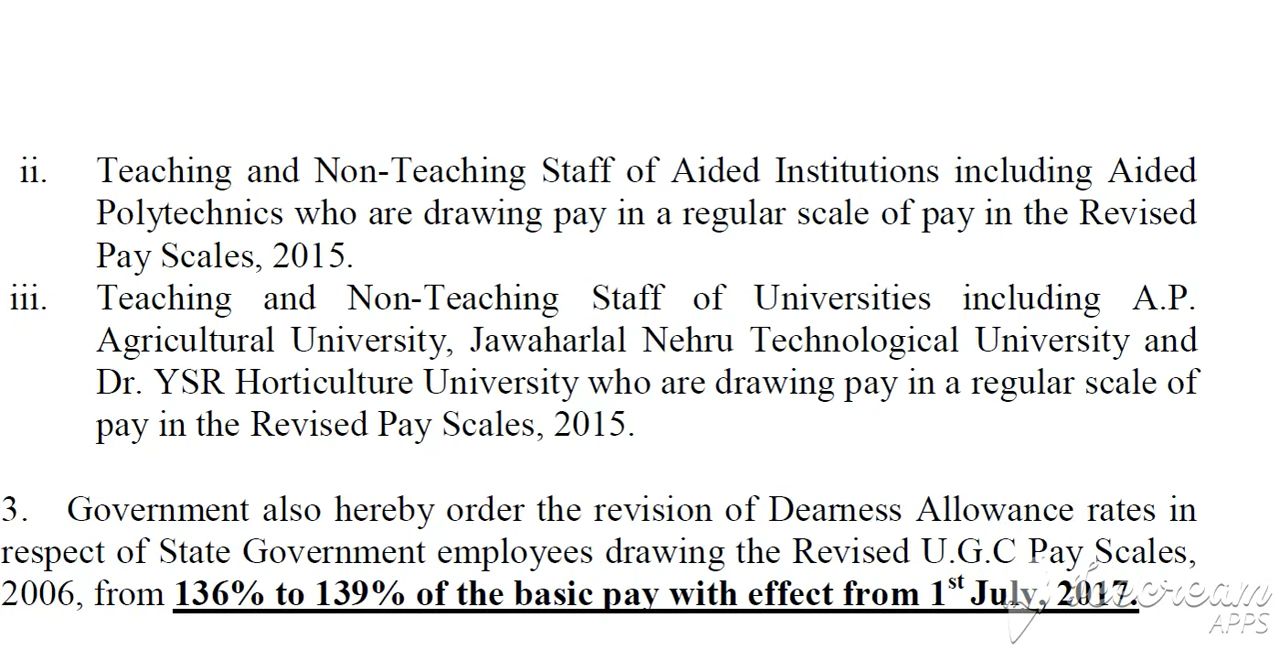 ii. Teaching and Non-Teaching Staff of Aided Institutions including Aided
Polytechnics who are drawing pay in a regular scale of pay in the Revised
Pay Scales, 2015.
iii. Teaching and Non-Teaching Staff of Universities including A.P.
Agricultural University, Jawaharlal Nehru Technological University and
Dr. YSR Horticulture University who are drawing pay in a regular scale of
pay in the Revised Pay Scales, 2015.
3. Government also hereby order the revision of Dearness Allowance rates in
respect of State Government employees drawing the Revised U.G.C Pay Scales,
2006, from 136% to 139% of the basic pay with effect from 1st July, 2017.
APPS